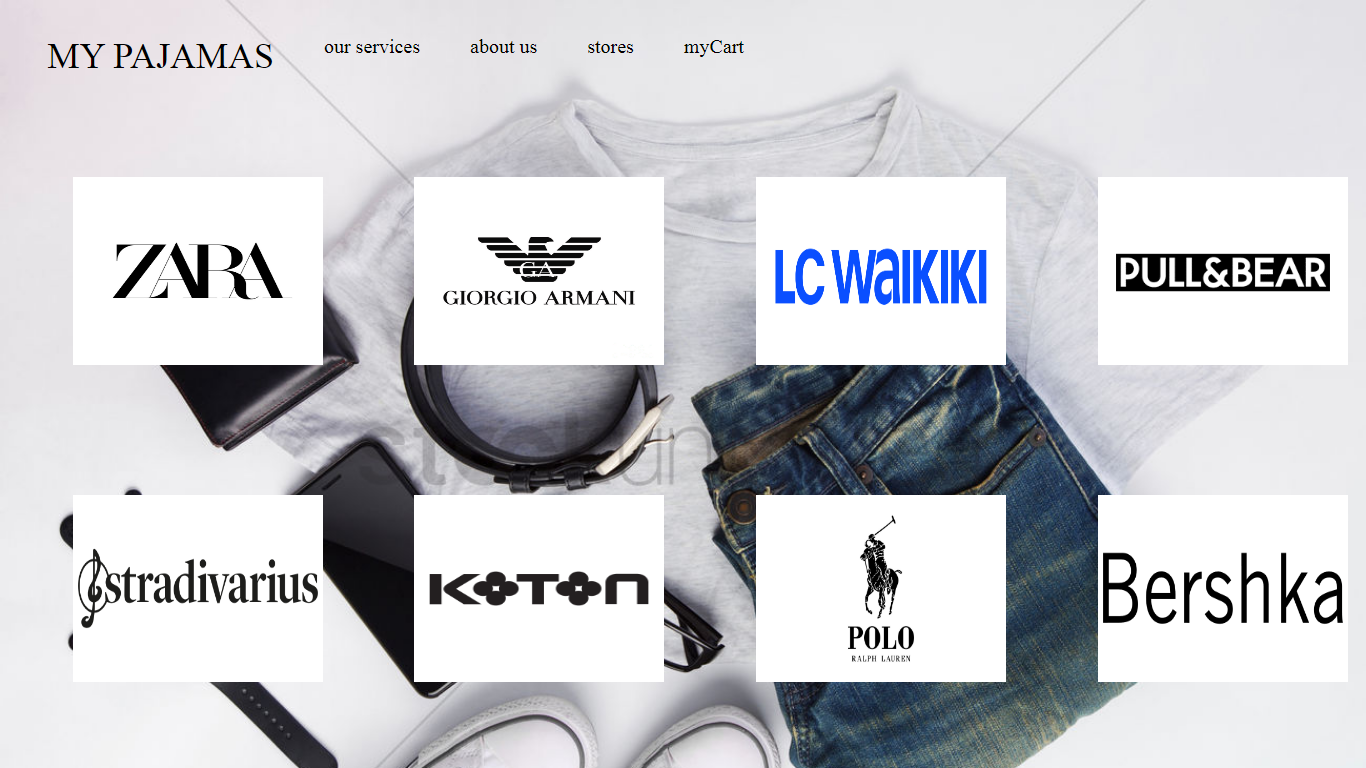 MY PAJAMAS
our services
about us
stores
myCart
ZARA
GA
GIORGIO ARMANI
LC WAIKIKI
PULL&BEAR
stradivarius
KOTON
POLO
RALPH LAUREN
Bershka